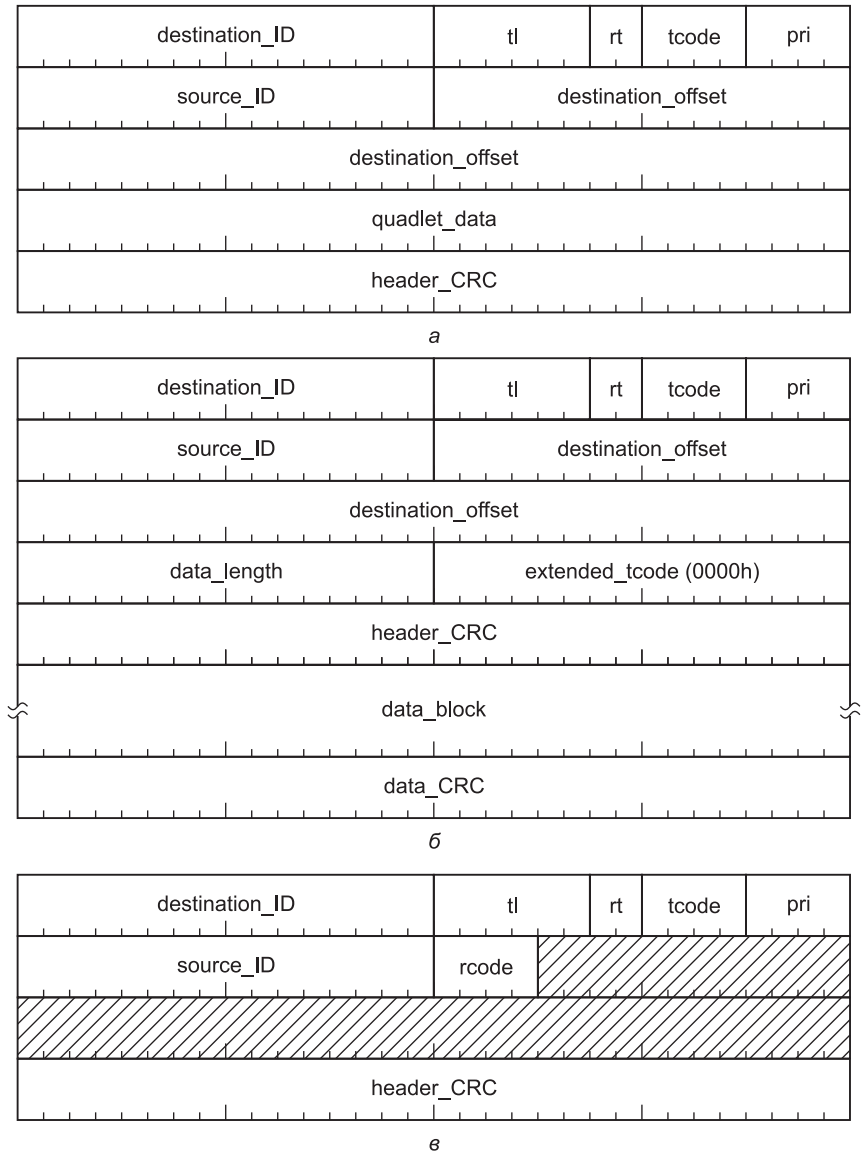 destination_ID tl rt tcode pri
source_ID destination_offset
destination_offset
quadlet_data
header_CRC
а
destination_ID tl rt tcode pri
source_ID destination_offset
destination_offset
data_length extended_tcode (0000h)
header_CRC
data_block
data_CRC
б
destination_ID tl rt tcode pri
source_ID rcode
header_CRC
в